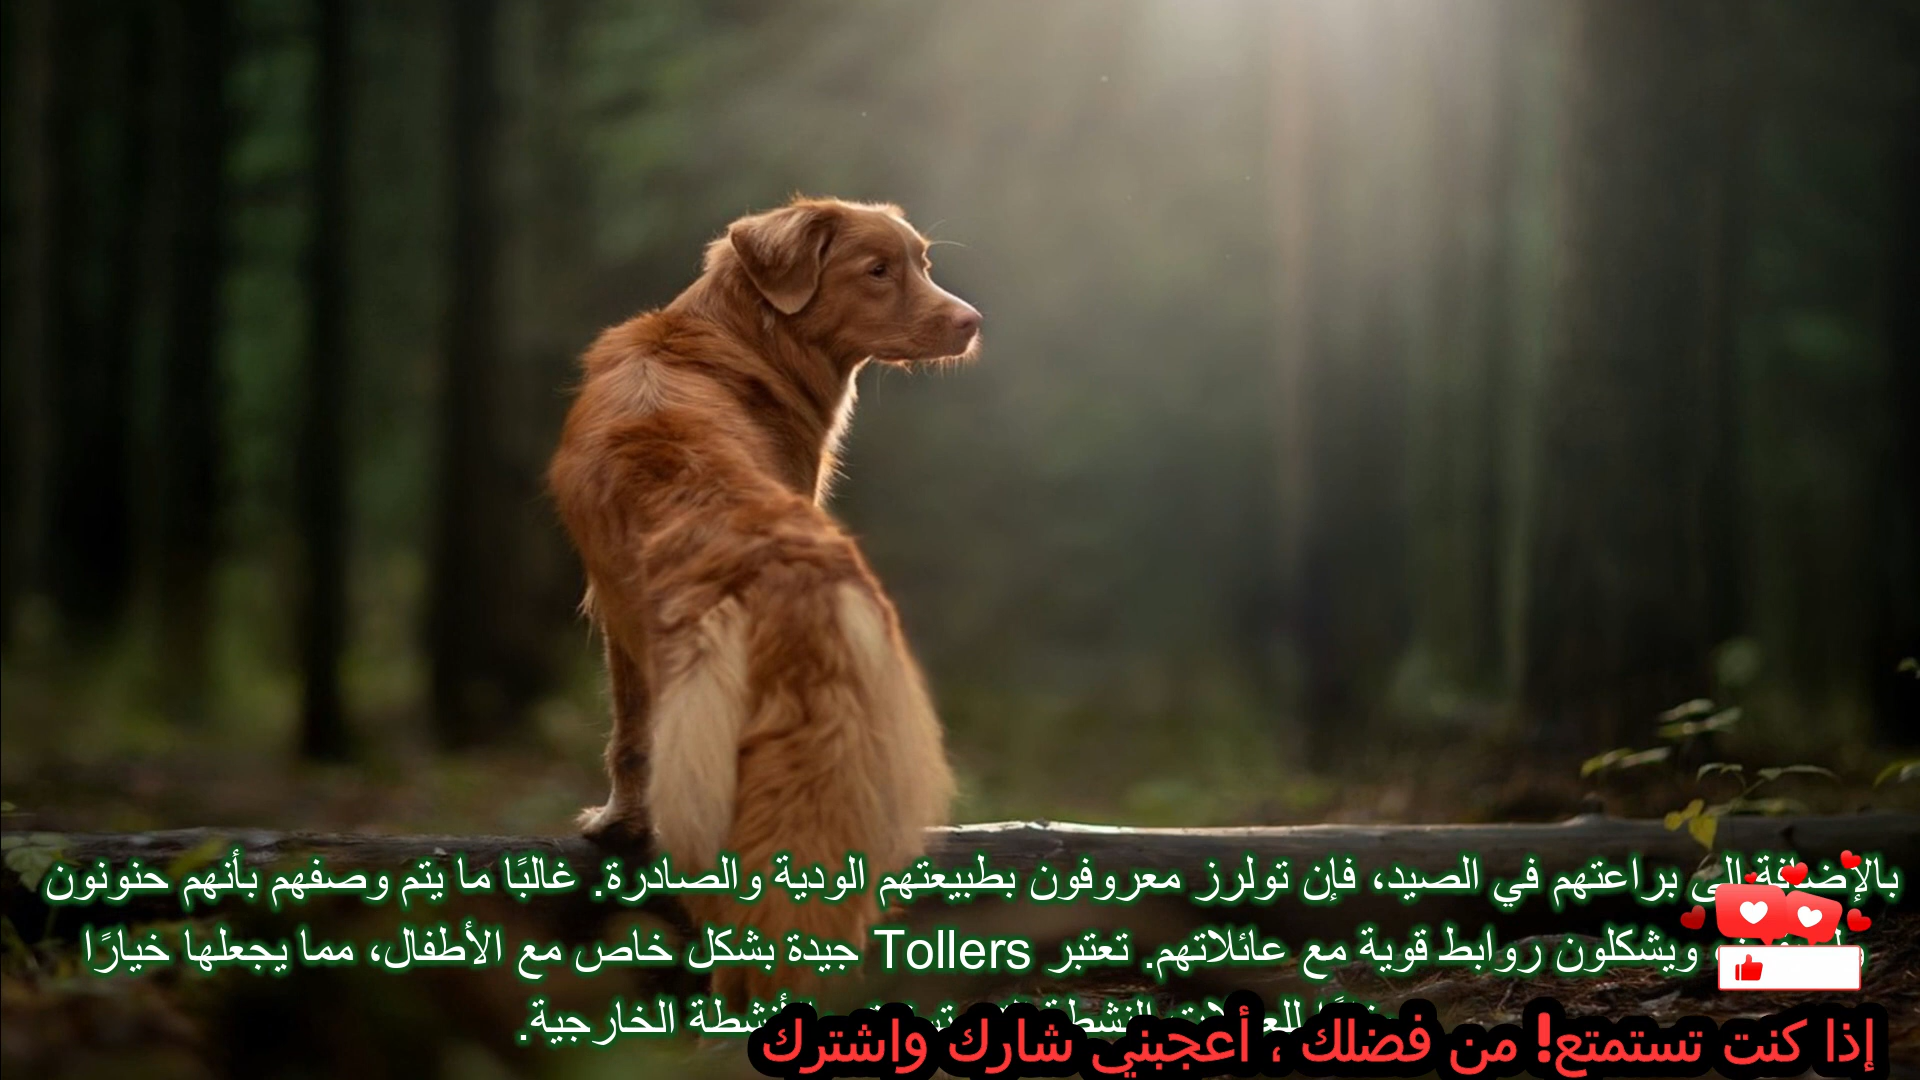 بالإضافة إلى براعتهم في الصيد، فإن تولرز معروفون بطبيعتهم الودية والصادرة. غالبًا ما يتم وصفهم بأنهم حنونون
ويشكلون روابط قوية مع عائلاتهم. تعتبر Tollers جيدة بشكل خاص مع الأطفال، مما يجعلها خيارًا
النشطة الخارجية.
إذا كنت تستمتع! من فضلك ، أعجبني شارك واشترك